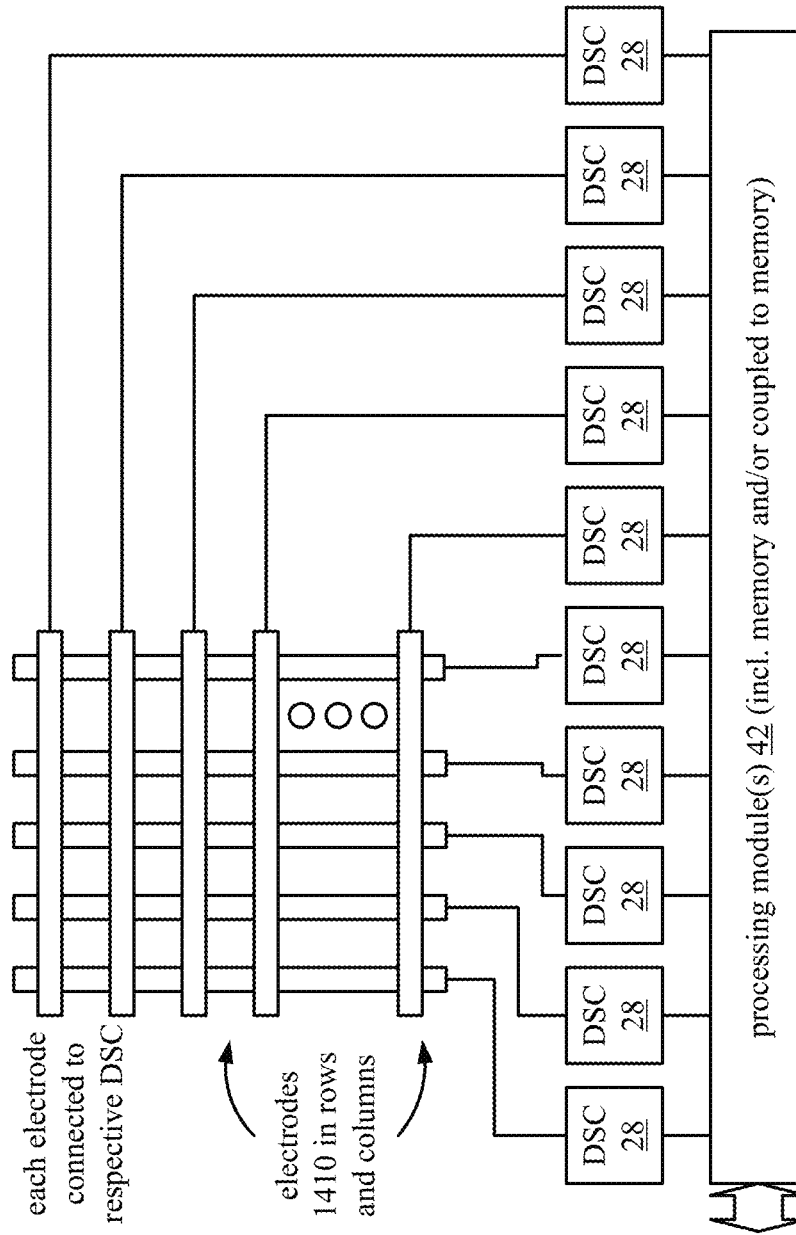 each electrode
connected to
respective DSC
electrodes
1410 in rows
and columns
DSC
28
DSC
28
DSC
28
DSC
28
DSC
28
DSC
28
DSC
28
DSC
28
DSC
28
DSC
28
processing module(s) 42 (incl. memory and/or coupled to memory)